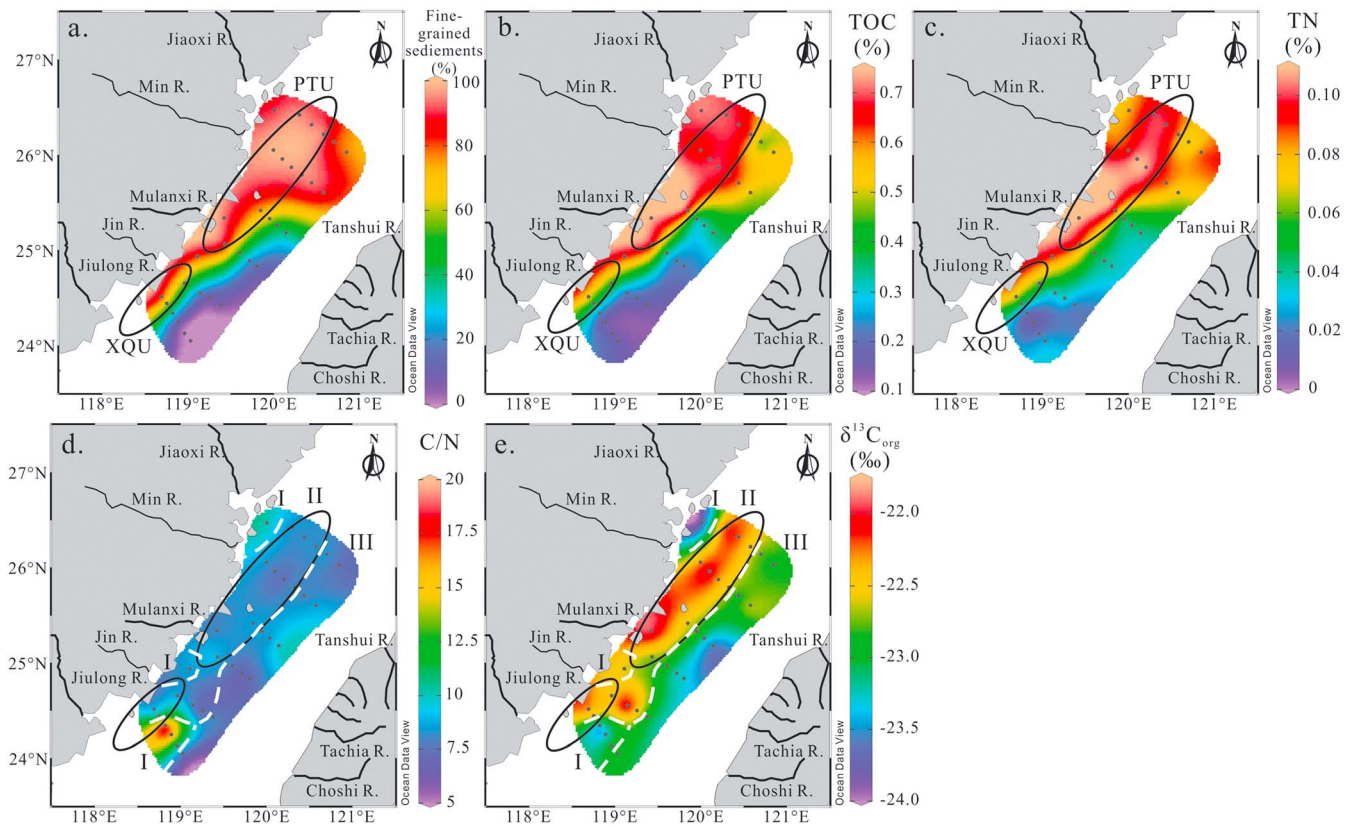 a.
Fine-
grained
sediements
(%)
100
80
60
40
20
0
N
Jiaoxi R.
Min R.
Mulanxi R.
Jin R.
Jiulong R.
Tanshui R.
Tachia R.
Choshi R.
PTU
XQU
27°N
26°N
25°N
24°N
118°E 119°E 120°E 121°E
Ocean Data View
b.
TOC
(%)
0.7
0.6
0.5
0.4
0.3
0.2
0.1
N
Jiaoxi R.
Min R.
Mulanxi R.
Jin R.
Jiulong R.
Tanshui R.
Tachia R.
Choshi R.
PTU
XQU
118°E 119°E 120°E 121°E
Ocean Data View
c.
TN
(%)
0.10
0.08
0.06
0.04
0.02
0
N
Jiaoxi R.
Min R.
Mulanxi R.
Jin R.
Jiulong R.
Tanshui R.
Tachia R.
Choshi R.
PTU
XQU
118°E 119°E 120°E 121°E
Ocean Data View
d.
C/N
20
17.5
15
12.5
10
7.5
5
N
Jiaoxi R.
Min R.
Mulanxi R.
Jin R.
Jiulong R.
Tanshui R.
Tachia R.
Choshi R.
I
II
III
I
I
27°N
26°N
25°N
24°N
118°E 119°E 120°E 121°E
Ocean Data View
e.
δ¹³Corg
(‰)
-22.0
-22.5
-23.0
-23.5
-24.0
N
Jiaoxi R.
Min R.
Mulanxi R.
Jin R.
Jiulong R.
Tanshui R.
Tachia R.
Choshi R.
I
II
III
I
I
118°E 119°E 120°E 121°E
Ocean Data View